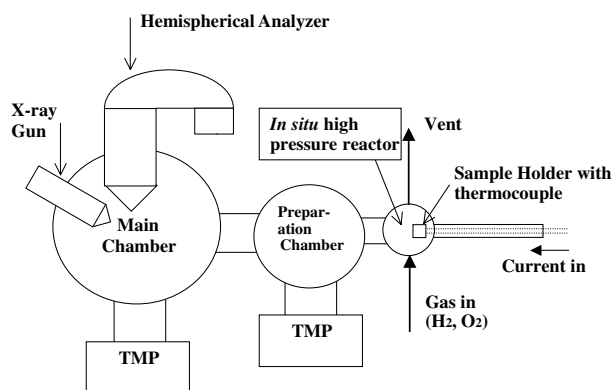 Hemispherical Analyzer
X-ray
Gun
In situ high
pressure reactor
Vent
Sample Holder with
thermocouple
Main
Chamber
Prepar-
ation
Chamber
Current in
Gas in
(H2, O2)
TMP
TMP